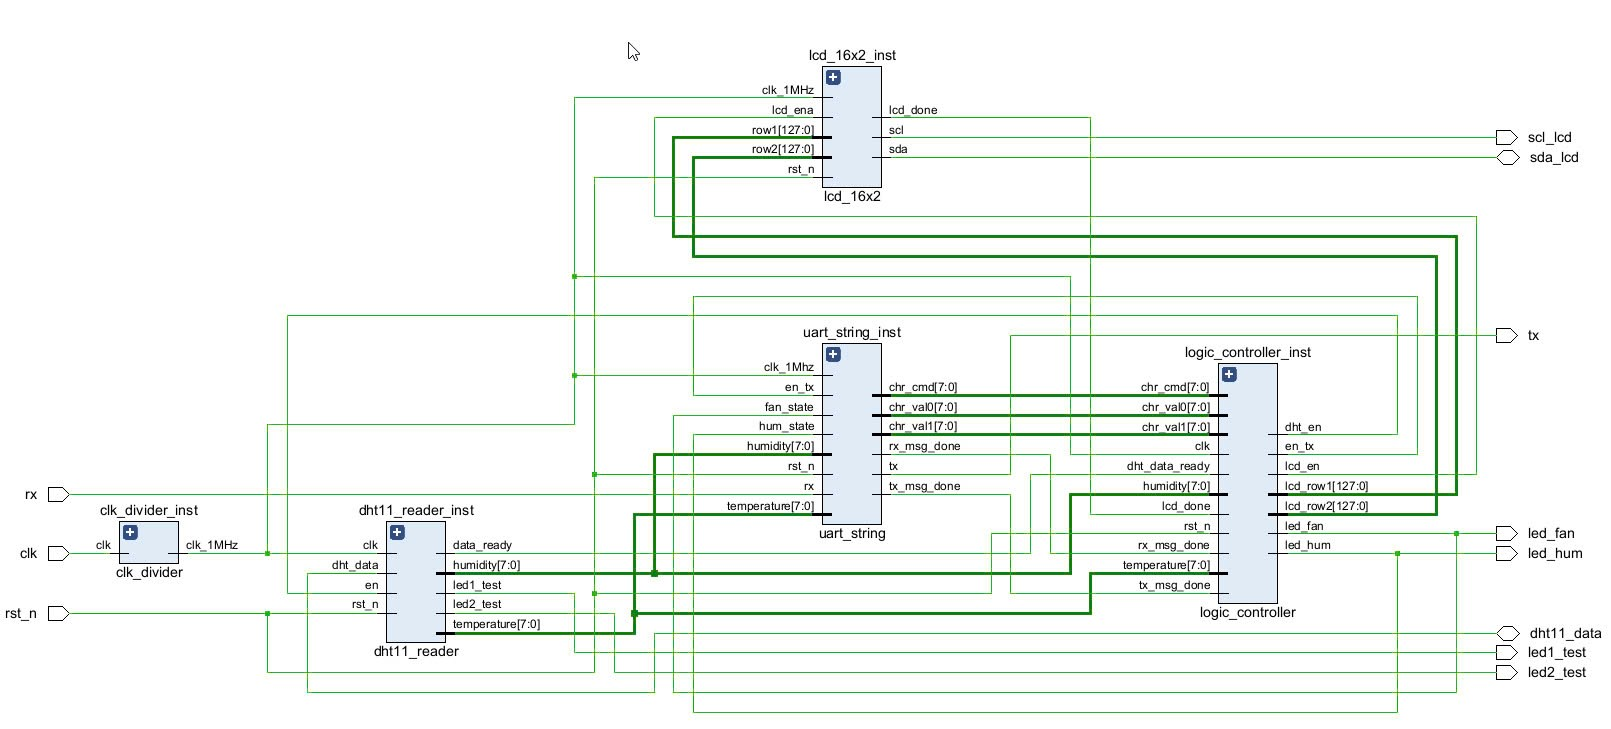 lcd_16x2_inst
clk_1MHz
lcd_ena
lcd_done
row1[127:0]
scl
scl_lcd
row2[127:0]
sda
sda_lcd
rst_n
lcd_16x2
uart_string_inst
tx
logic_controller_inst
clk_1Mhz
en_tx
chr_cmd[7:0]
chr_cmd[7:0]
fan_state
chr_val0[7:0]
chr_val0[7:0]
hum_state
chr_val1[7:0]
chr_val1[7:0]
dht_en
humidity[7:0]
rx_msg_done
clk
en_tx
rst_n
tx
dht_data_ready
lcd_en
rx
rx
tx_msg_done
humidity[7:0]
lcd_row1[127:0]
temperature[7:0]
lcd_done
lcd_row2[127:0]
clk_divider_inst
dht11_reader_inst
uart_string
rst_n
led_fan
led_fan
clk
clk
clk_1MHz
clk
data_ready
rx_msg_done
led_hum
led_hum
clk_divider
dht_data
humidity[7:0]
temperature[7:0]
en
led1_test
tx_msg_done
rst_n
rst_n
led2_test
logic_controller
temperature[7:0]
dht11_data
dht11_reader
led1_test
led2_test